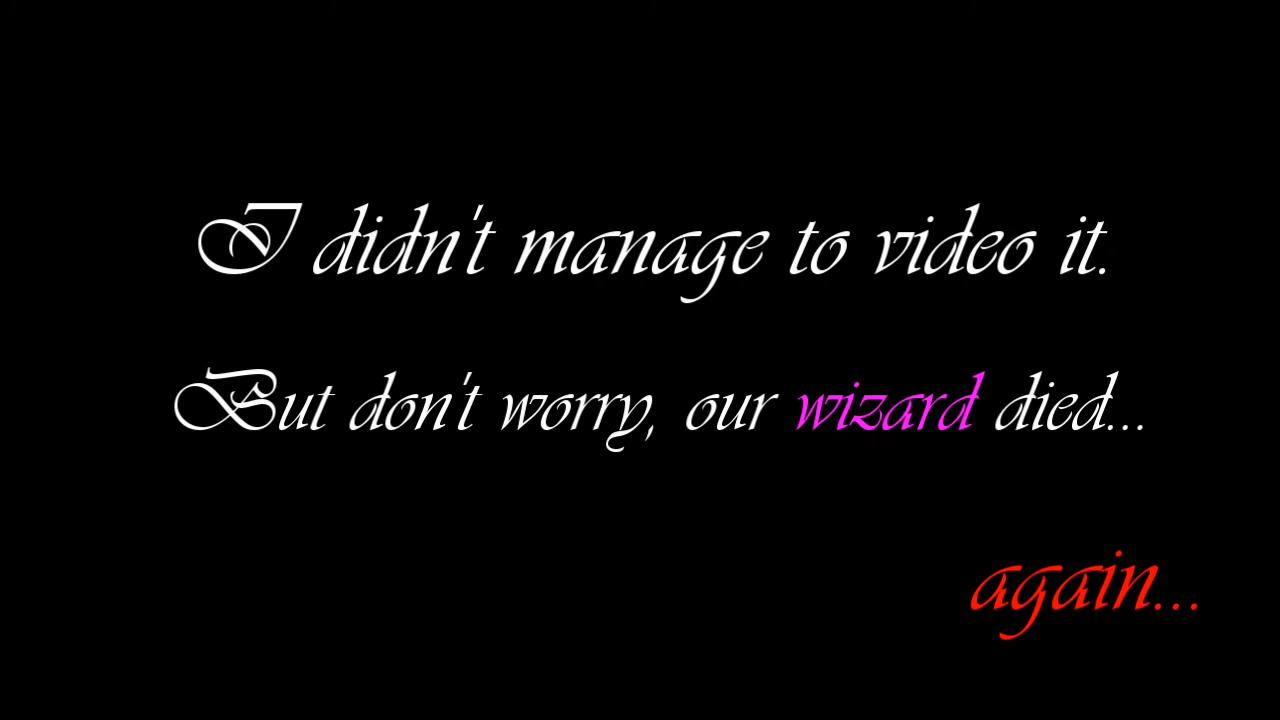 I didn't manage to video it.
But don't worry, our wizard died...
again...